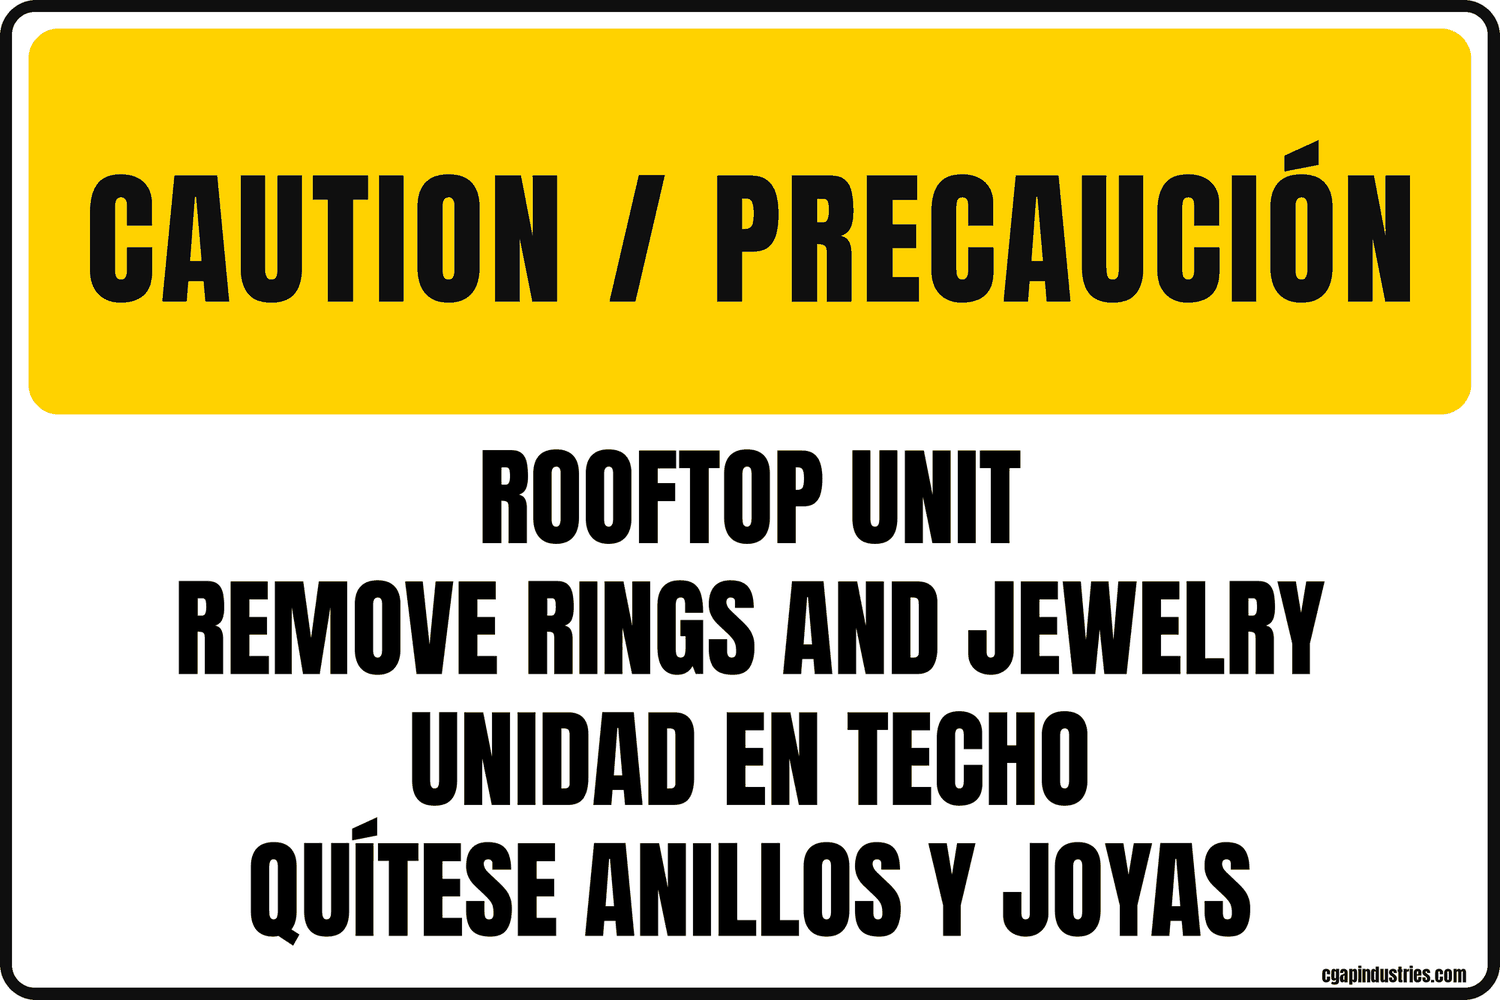 CAUTION / PRECAUCIÓN
ROOFTOP UNIT
REMOVE RINGS AND JEWELRY
UNIDAD EN TECHO
QUÍTESE ANILLOS Y JOYAS
cgapindustries.com